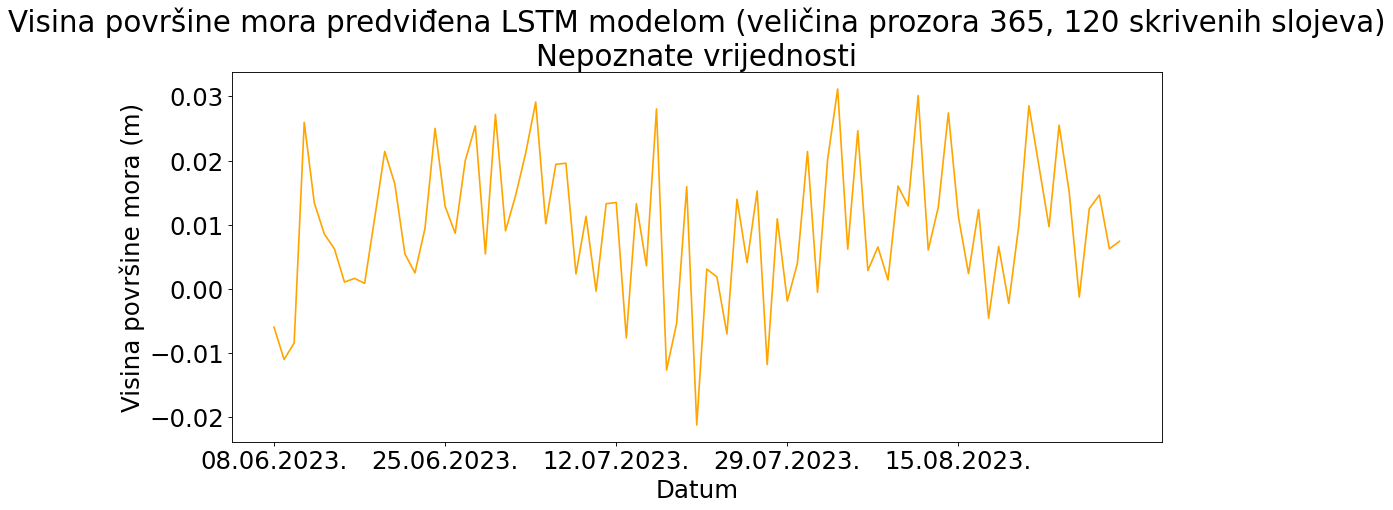 Visina površine mora predviđena LSTM modelom (veličina prozora 365, 120 skrivenih slojeva)
Nepoznate vrijednosti
Visina površine mora (m)
0.03
0.02
0.01
0.00
−0.01
−0.02
08.06.2023. 25.06.2023. 12.07.2023. 29.07.2023. 15.08.2023.
Datum